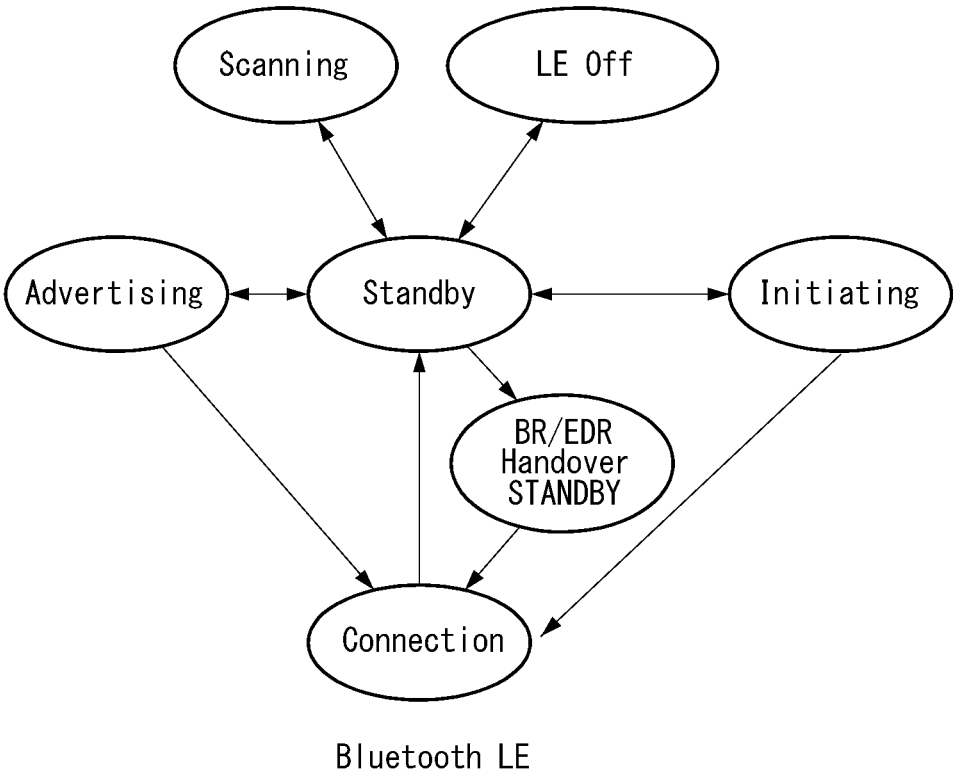 Scanning
LE Off
Advertising
Standby
Initiating
BR/EDR
Handover
STANDBY
Connection
Bluetooth LE